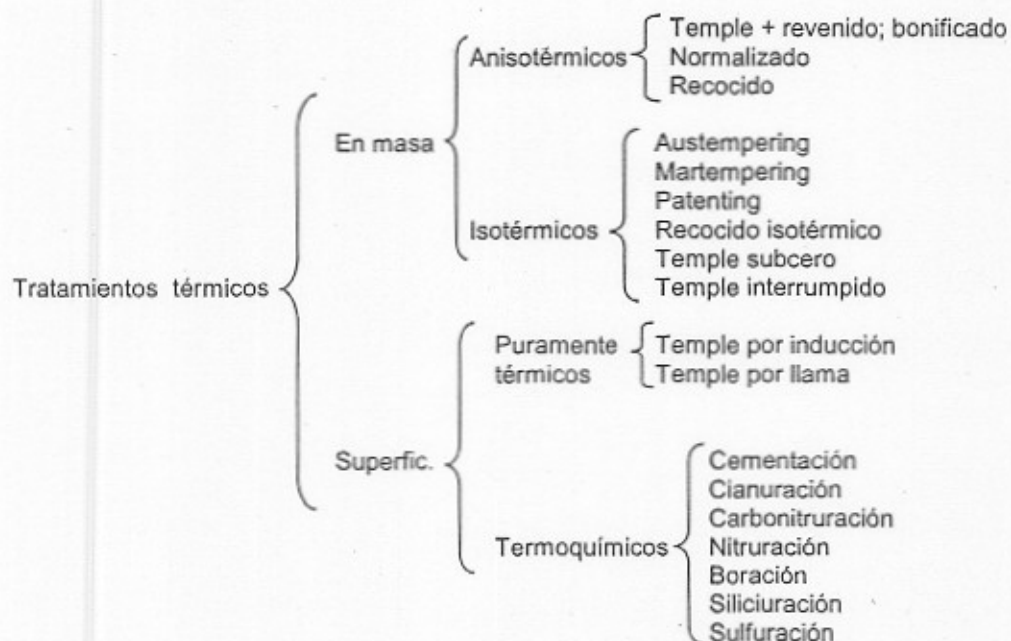 Tratamientos térmicos
En masa
Anisotérmicos
Temple + revenido; bonificado
Normalizado
Recocido
Isotérmicos
Austempering
Martempering
Patenting
Recocido isotérmico
Temple subcero
Temple interrumpido
Superfic.
Puramente
térmicos
Temple por inducción
Temple por llama
Termoquímicos
Cementación
Cianuración
Carbonitruración
Nitruración
Boración
Siliciuración
Sulfuración